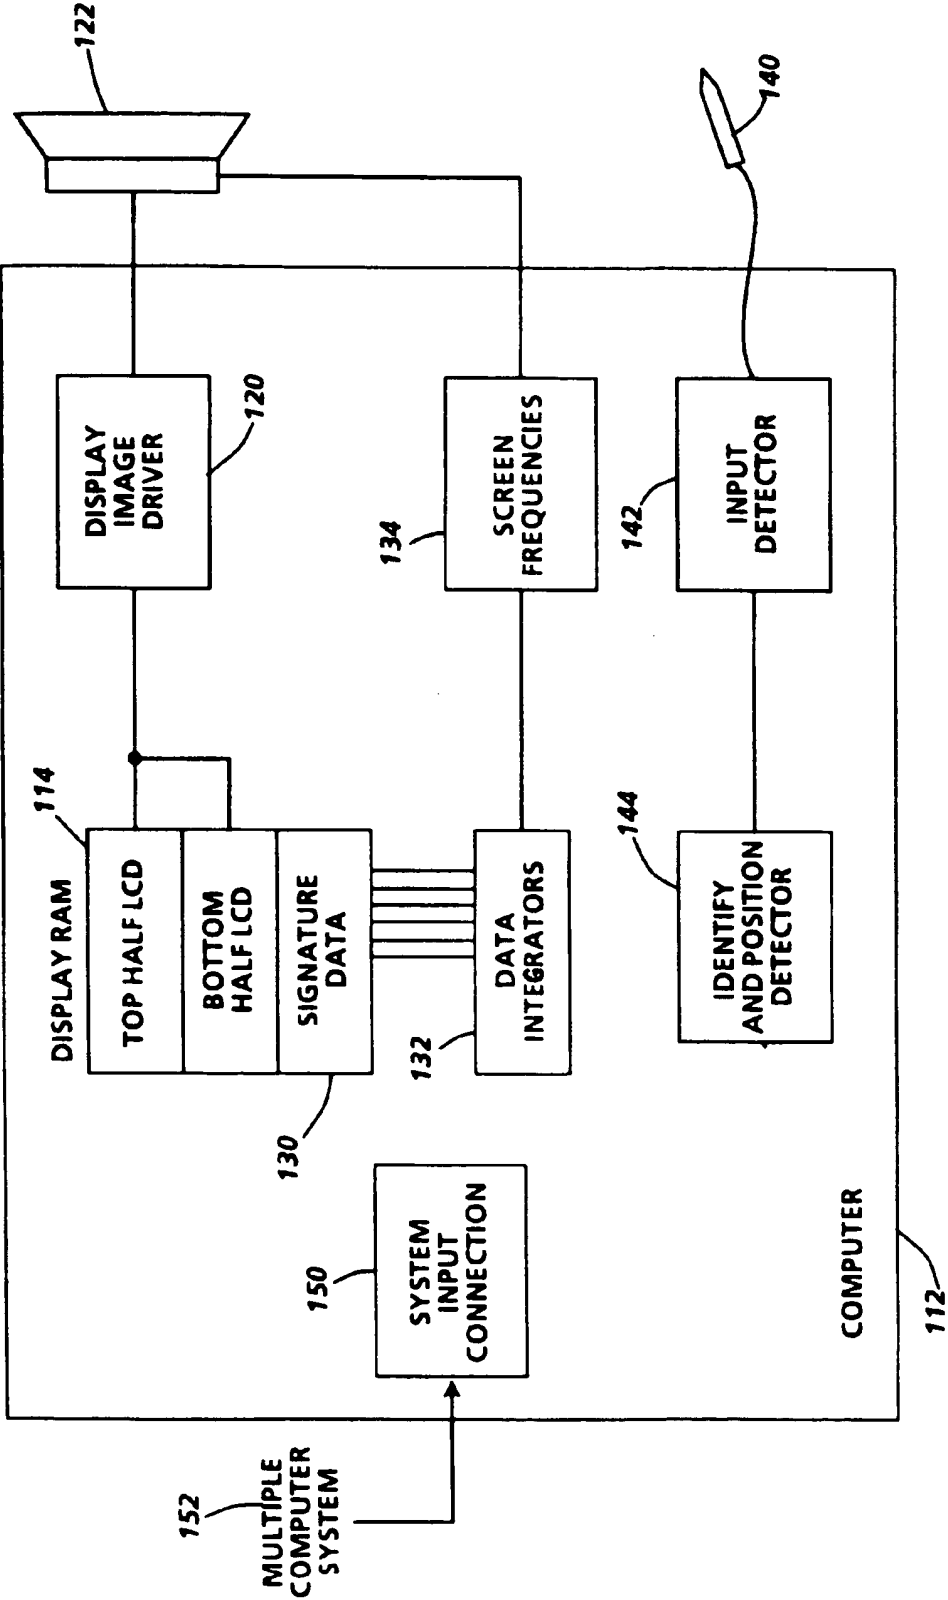 152
MULTIPLE
COMPUTER
SYSTEM
150
SYSTEM
INPUT
CONNECTION
COMPUTER
112
DISPLAY RAM
114
TOP HALF LCD
BOTTOM
HALF LCD
SIGNATURE
DATA
130
132
DATA
INTEGRATORS
144
IDENTIFY
AND POSITION
DETECTOR
DISPLAY
IMAGE
DRIVER
120
134
SCREEN
FREQUENCIES
142
INPUT
DETECTOR
122
140